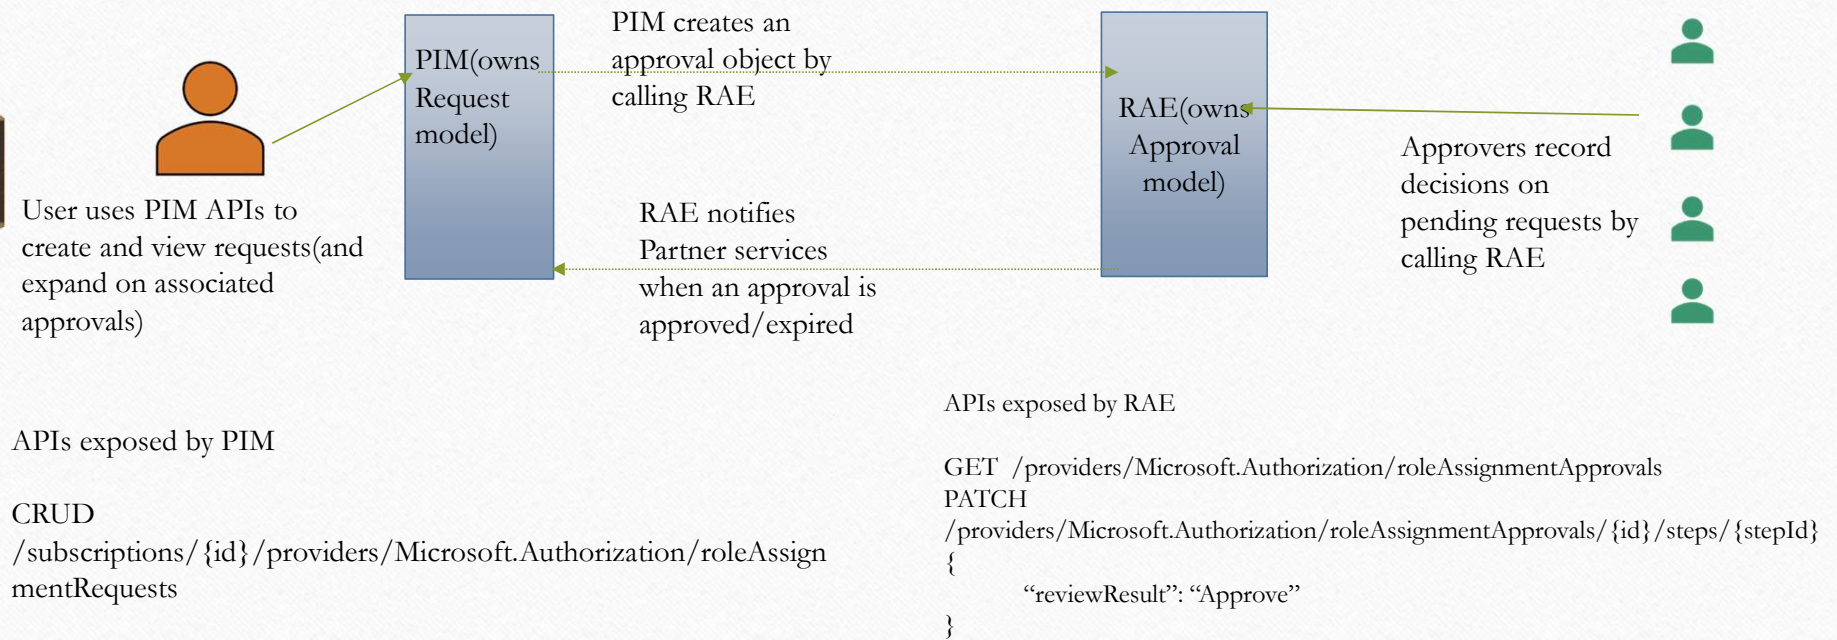 PIM(owns
Request
model)
PIM creates an
approval object by
calling RAE
RAE(owns
Approval
model)
Approvers record
decisions on
pending requests by
calling RAE
User uses PIM APIs to
create and view requests(and
expand on associated
approvals)
RAE notifies
Partner services
when an approval is
approved/expired
APIs exposed by PIM
CRUD
/subscriptions/{id}/providers/Microsoft.Authorization/roleAssign
mentRequests
APIs exposed by RAE
GET /providers/Microsoft.Authorization/roleAssignmentApprovals
PATCH
/providers/Microsoft.Authorization/roleAssignmentApprovals/{id}/steps/{stepId}
{
“reviewResult”: “Approve”
}